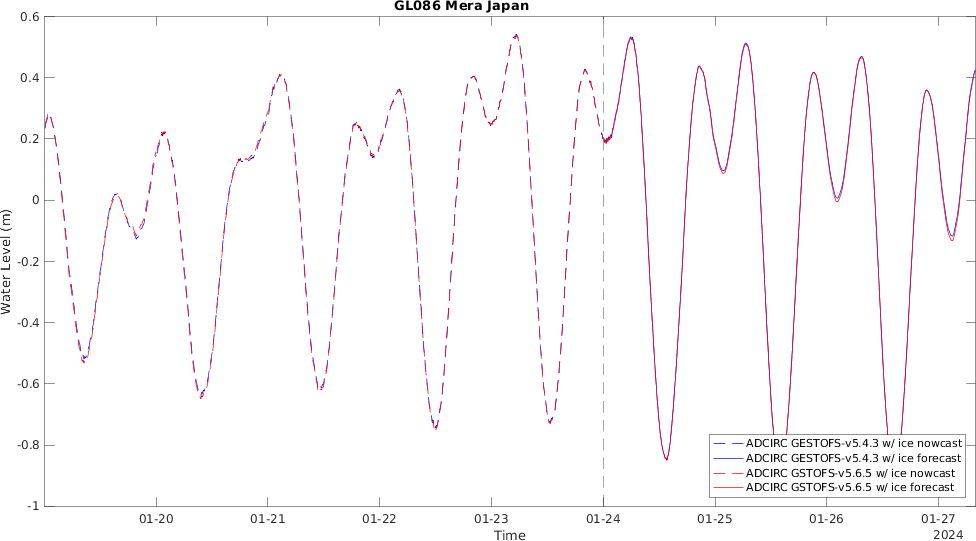 GL086 Mera Japan
0.6
0.4
0.2
0
-0.2
-0.4
-0.6
-0.8
-1
Water Level (m)
ADCIRC GESTOFS-v5.4.3 w/ ice nowcast
ADCIRC GESTOFS-v5.4.3 w/ ice forecast
ADCIRC GSTOFS-v5.6.5 w/ ice nowcast
ADCIRC GSTOFS-v5.6.5 w/ ice forecast
01-20 01-21 01-22 01-23 01-24 01-25 01-26 01-27
Time
2024